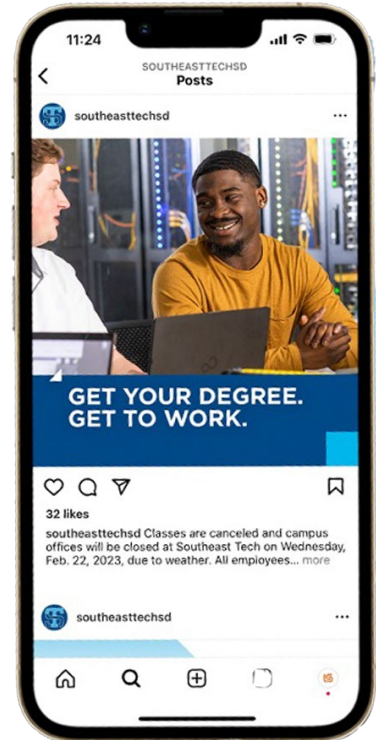 11:24
SOUTHEASTTECHSD
Posts
southeasttechsd
GET YOUR DEGREE.
GET TO WORK.
32 likes
southeasttechsd Classes are canceled and campus
offices will be closed at Southeast Tech on Wednesday,
Feb. 22, 2023, due to weather. All empioyees... more
southeasttechsd